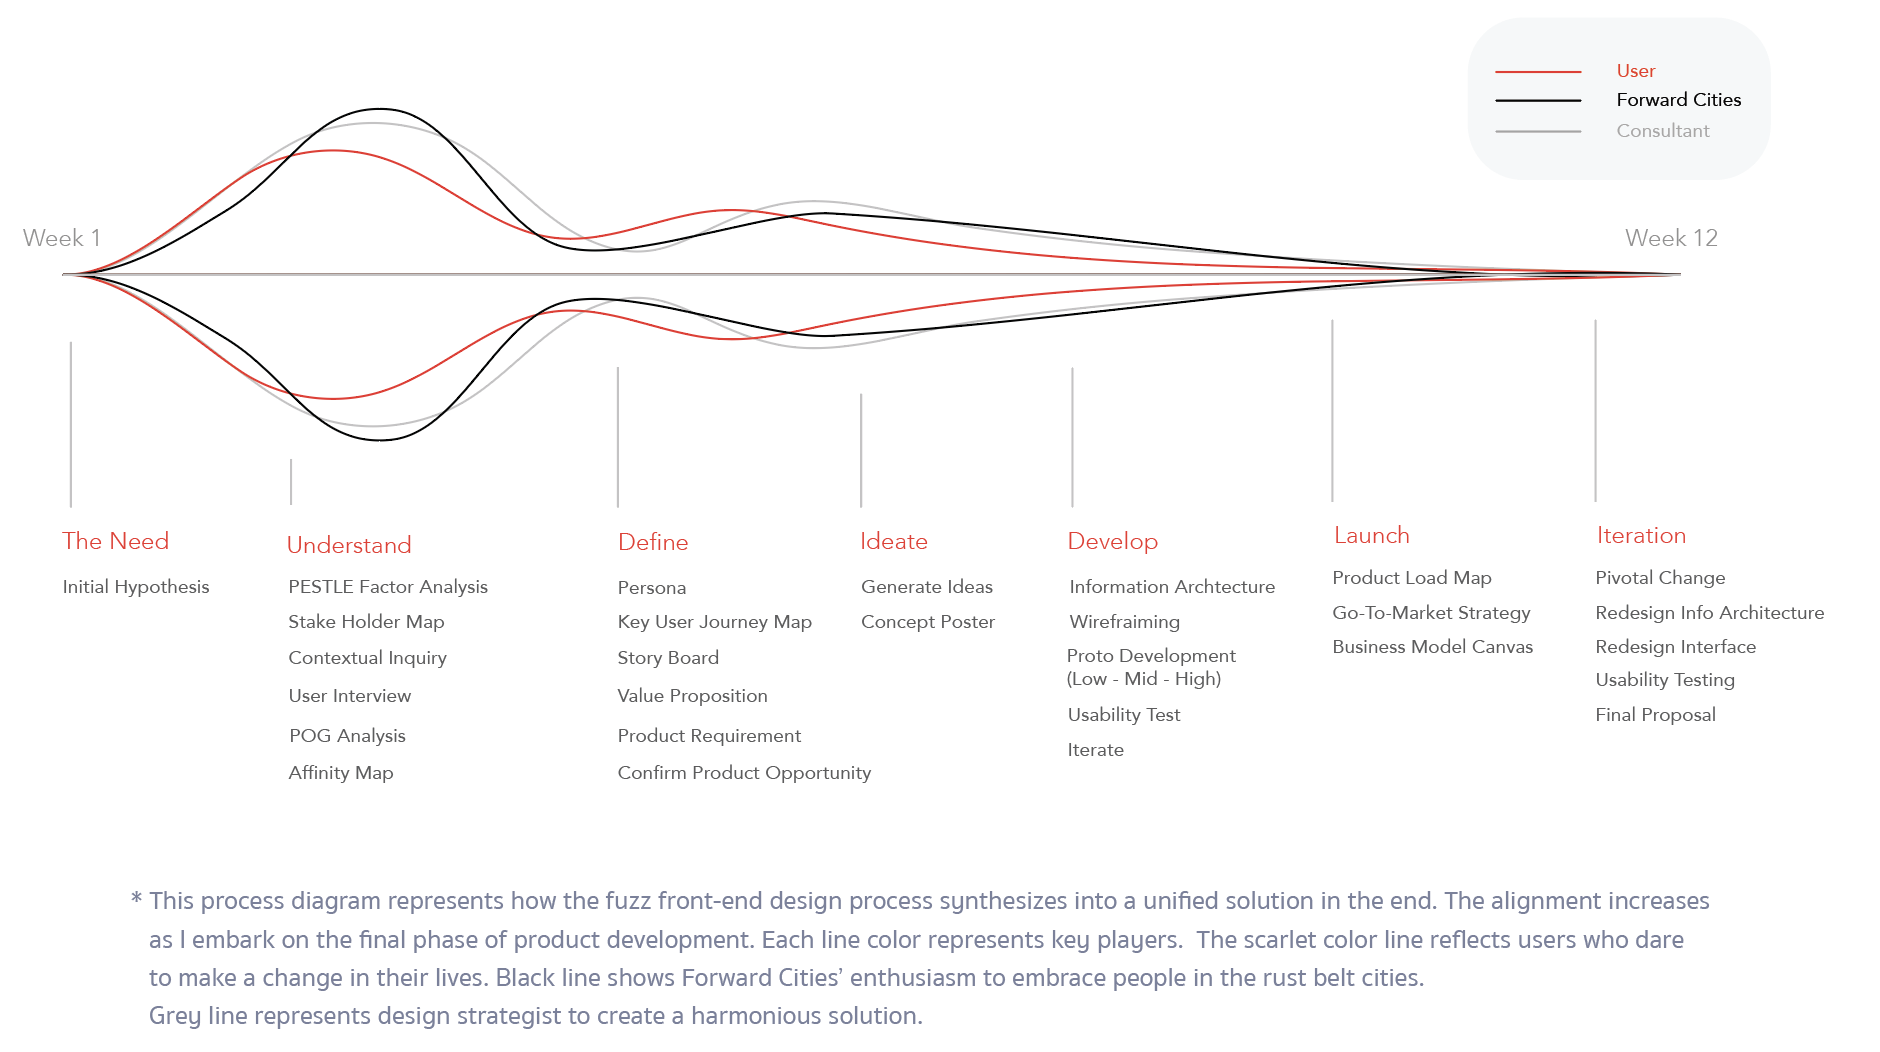 User
Forward Cities
Consultant
Week 1
Week 12
The Need
Initial Hypothesis
Understand
PESTLE Factor Analysis
Stake Holder Map
Contextual Inquiry
User Interview
POG Analysis
Affinity Map
Define
Persona
Key User Journey Map
Story Board
Value Proposition
Product Requirement
Confirm Product Opportunity
Ideate
Generate Ideas
Concept Poster
Develop
Information Archtecture
Wirefraiming
Proto Development
(Low - Mid - High)
Usability Test
Iterate
Launch
Product Load Map
Go-To-Market Strategy
Business Model Canvas
Iteration
Pivotal Change
Redesign Info Architecture
Redesign Interface
Usability Testing
Final Proposal
* This process diagram represents how the fuzz front-end design process synthesizes into a unified solution in the end. The alignment increases
as I embark on the final phase of product development. Each line color represents key players. The scarlet color line reflects users who dare
to make a change in their lives. Black line shows Forward Cities’ enthusiasm to embrace people in the rust belt cities.
Grey line represents design strategist to create a harmonious solution.